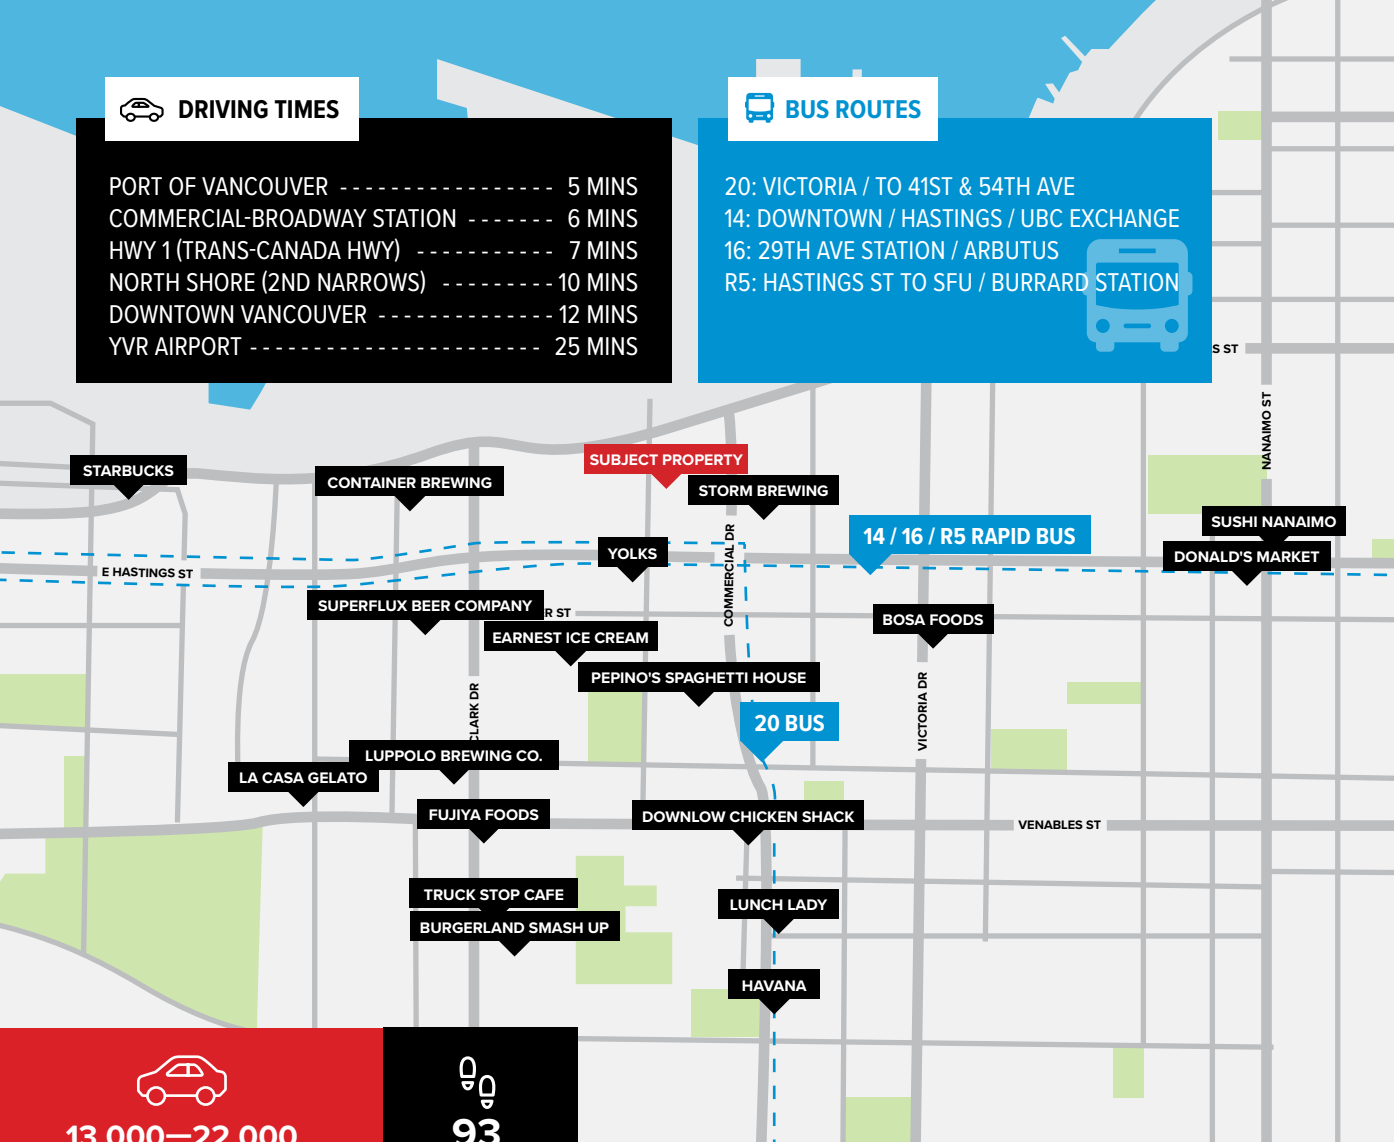 DRIVING TIMES
PORT OF VANCOUVER - - - - - - - - - - - - - - - - - 5 MINS
COMMERCIAL-BROADWAY STATION - - - - - - - 6 MINS
HWY 1 (TRANS-CANADA HWY) - - - - - - - - - - - 7 MINS
NORTH SHORE (2ND NARROWS) - - - - - - - - - 10 MINS
DOWNTOWN VANCOUVER - - - - - - - - - - - - - - 12 MINS
YVR AIRPORT - - - - - - - - - - - - - - - - - - - - - - - 25 MINS
BUS ROUTES
20: VICTORIA / TO 41ST & 54TH AVE
14: DOWNTOWN / HASTINGS / UBC EXCHANGE
16: 29TH AVE STATION / ARBUTUS
R5: HASTINGS ST TO SFU / BURRARD STATION
S ST
NANAIMO ST
SUBJECT PROPERTY
STARBUCKS
CONTAINER BREWING
STORM BREWING
SUSHI NANAIMO
14 / 16 / R5 RAPID BUS
YOLKS
DONALD'S MARKET
E HASTINGS ST
COMMERCIAL DR
SUPERFLUX BEER COMPANY
R ST
BOSA FOODS
EARNEST ICE CREAM
PEPINO'S SPAGHETTI HOUSE
CLARK DR
VICTORIA DR
20 BUS
LUPPOLO BREWING CO.
LA CASA GELATO
FUJIYA FOODS
DOWNLOW CHICKEN SHACK
VENABLES ST
TRUCK STOP CAFE
LUNCH LADY
BURGERLAND SMASH UP
HAVANA
13,000—22,000
93